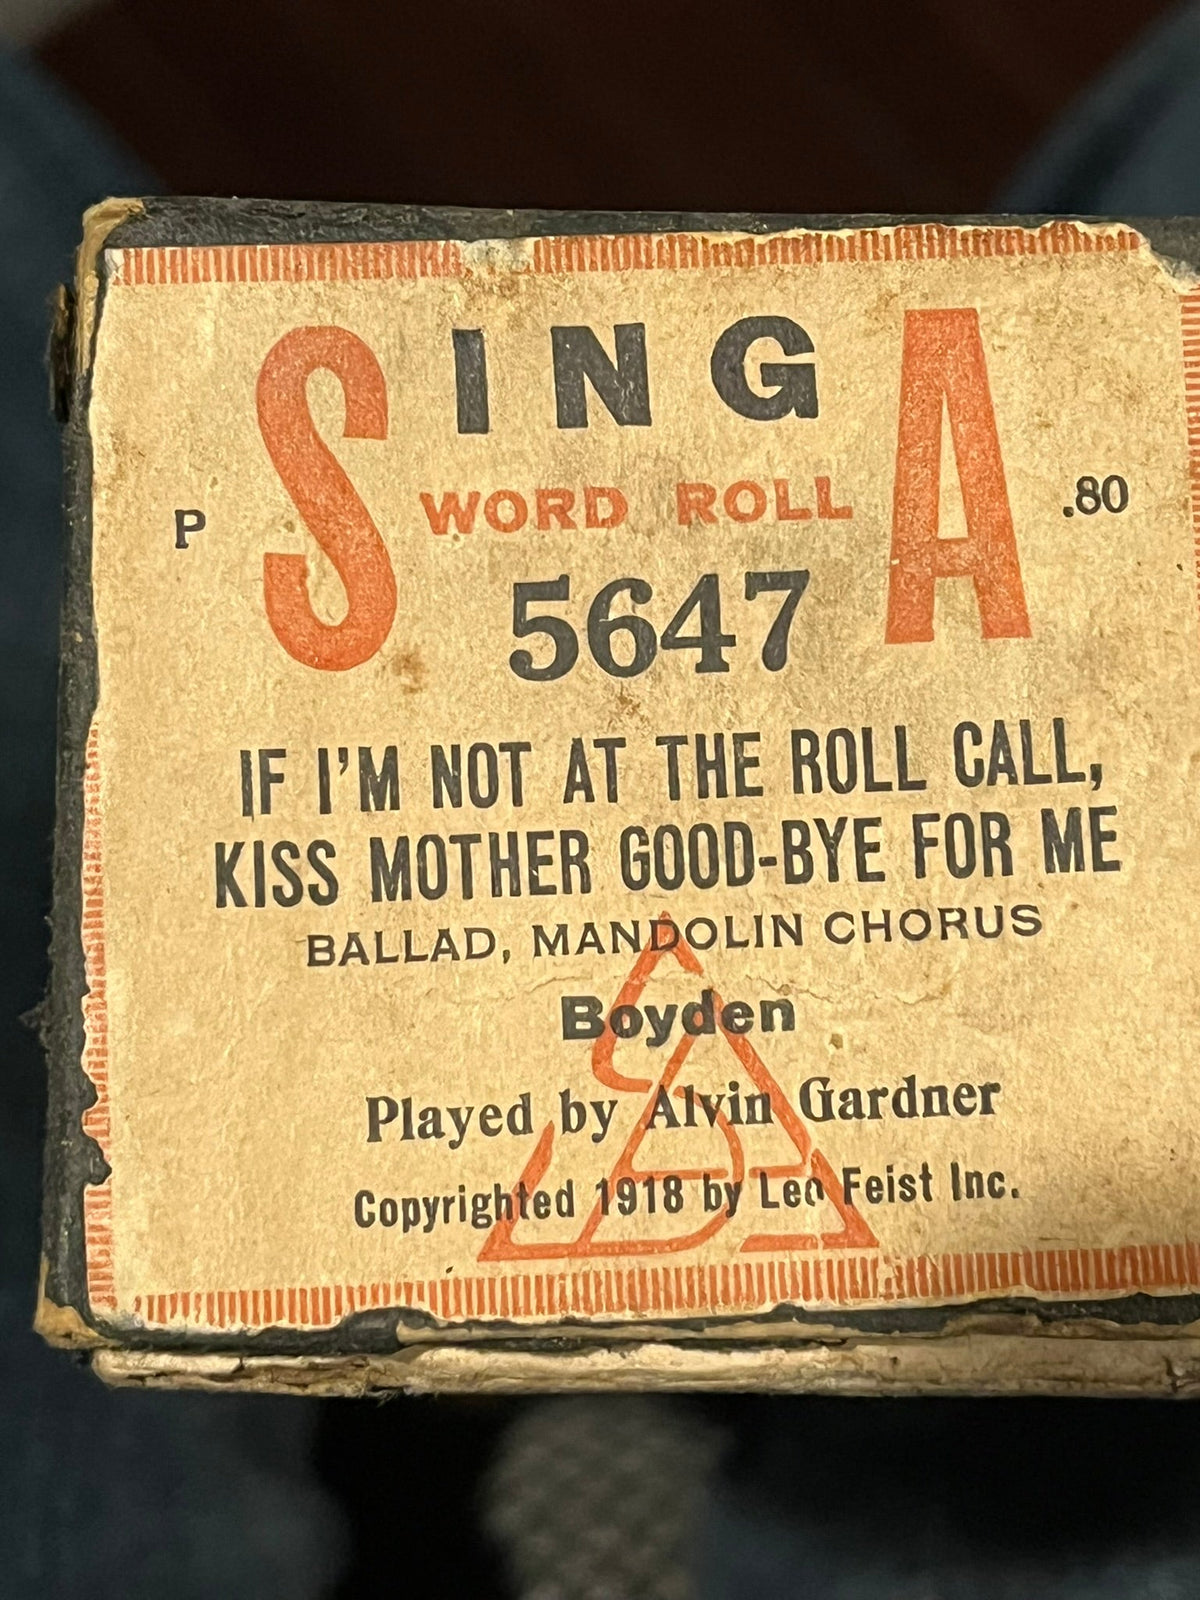 SINGA
WORD ROLL
P
.80
5647
IF I'M NOT AT THE ROLL CALL,
KISS MOTHER GOOD-BYE FOR ME
BALLAD, MANDOLIN CHORUS
Boyden
Played by Alvin Gardner
Copyrighted 1918 by Leo Feist Inc.